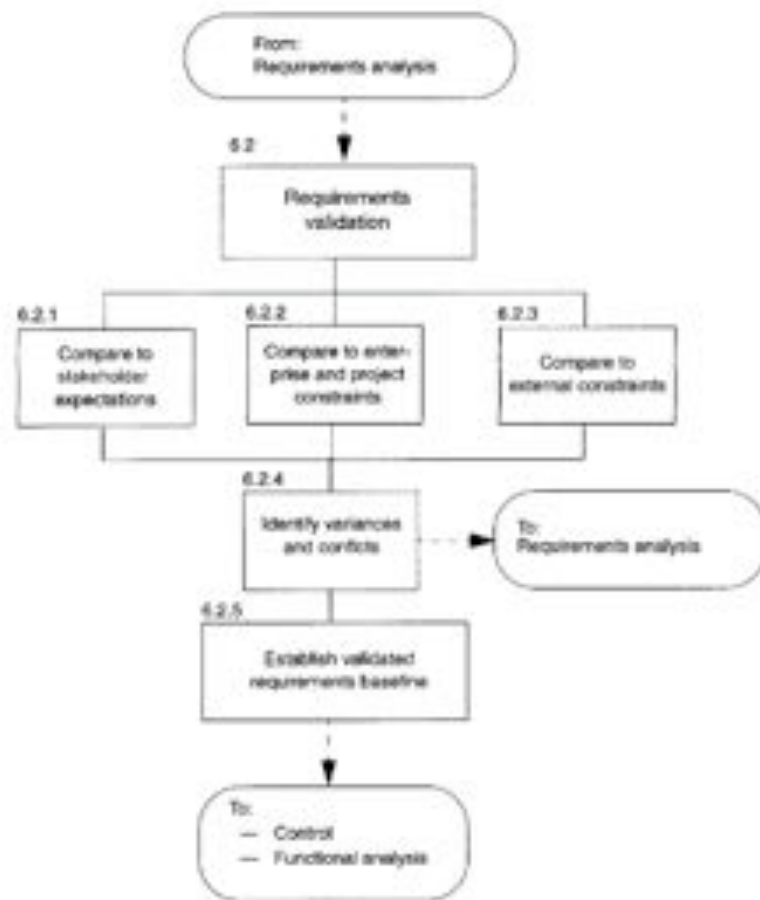 From:
Requirements analysis
6.2
Requirements
validation
6.2.1
Compare to
stakeholder
expectations
6.2.2
Compare to enter-
prise and project
constraints
6.2.3
Compare to
external constraints
6.2.4
Identify variances
and conflicts
To:
Requirements analysis
6.2.5
Establish validated
requirements baseline
To:
— Control
— Functional analysis